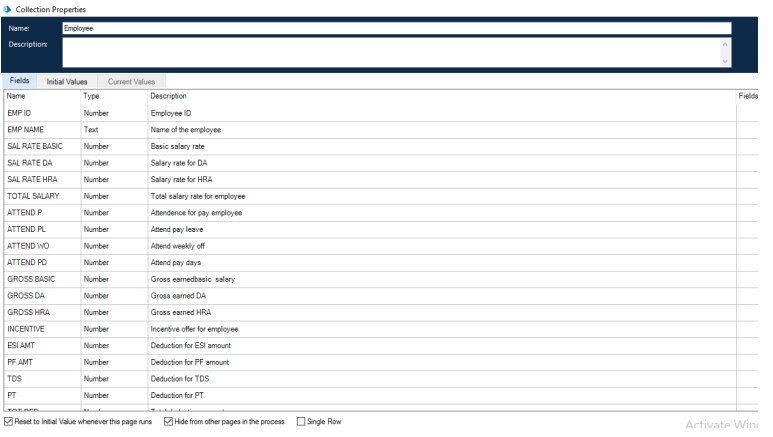 Collection Properties
Name: Employee
Description:
Fields Initial Values Current Values
Name Type Description Fields
EMP ID Number Employee ID
EMP NAME Text Name of the employee
SAL RATE BASIC Number Basic salary rate
SAL RATE DA Number Salary rate for DA
SAL RATE HRA Number Salary rate for HRA
TOTAL SALARY Number Total salary rate for employee
ATTEND P Number Attendence for pay employee
ATTEND PL Number Attend pay leave
ATTEND WO Number Attend weekly off
ATTEND PD Number Attend pay days
GROSS BASIC Number Gross earnedbasic salary
GROSS DA Number Gross earned DA
GROSS HRA Number Gross earned HRA
INCENTIVE Number Incentive offer for employee
ESI AMT Number Deduction for ESI amount
PF AMT Number Deduction for PF amount
TDS Number Deduction for TDS
PT Number Deduction for PT
Reset to Initial Value whenever this page runs Hide from other pages in the process Single Row
Activate Win